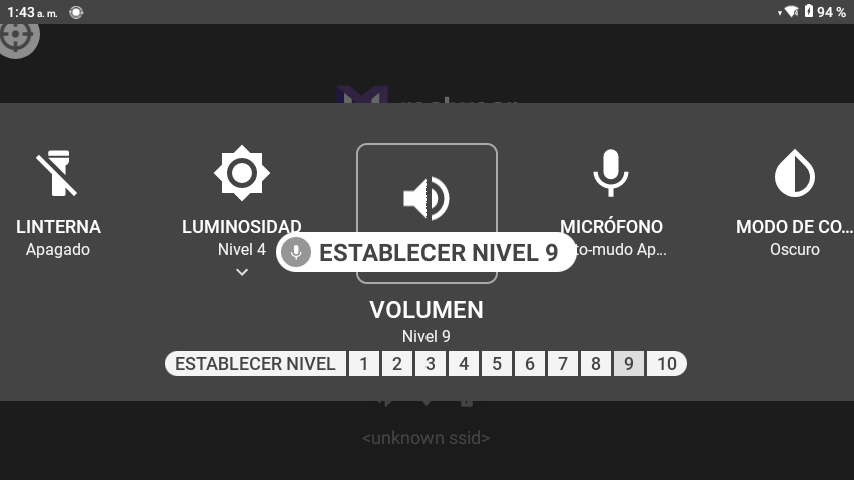 1:43 a. m.
94 %
LINTERNA
Apagado
LUMINOSIDAD
Nivel 4
MICRÓFONO
to-mudo Ap...
MODO DE CO...
Oscuro
ESTABLECER NIVEL 9
VOLUMEN
Nivel 9
ESTABLECER NIVEL 1 2 3 4 5 6 7 8 9 10
<unknown ssid>